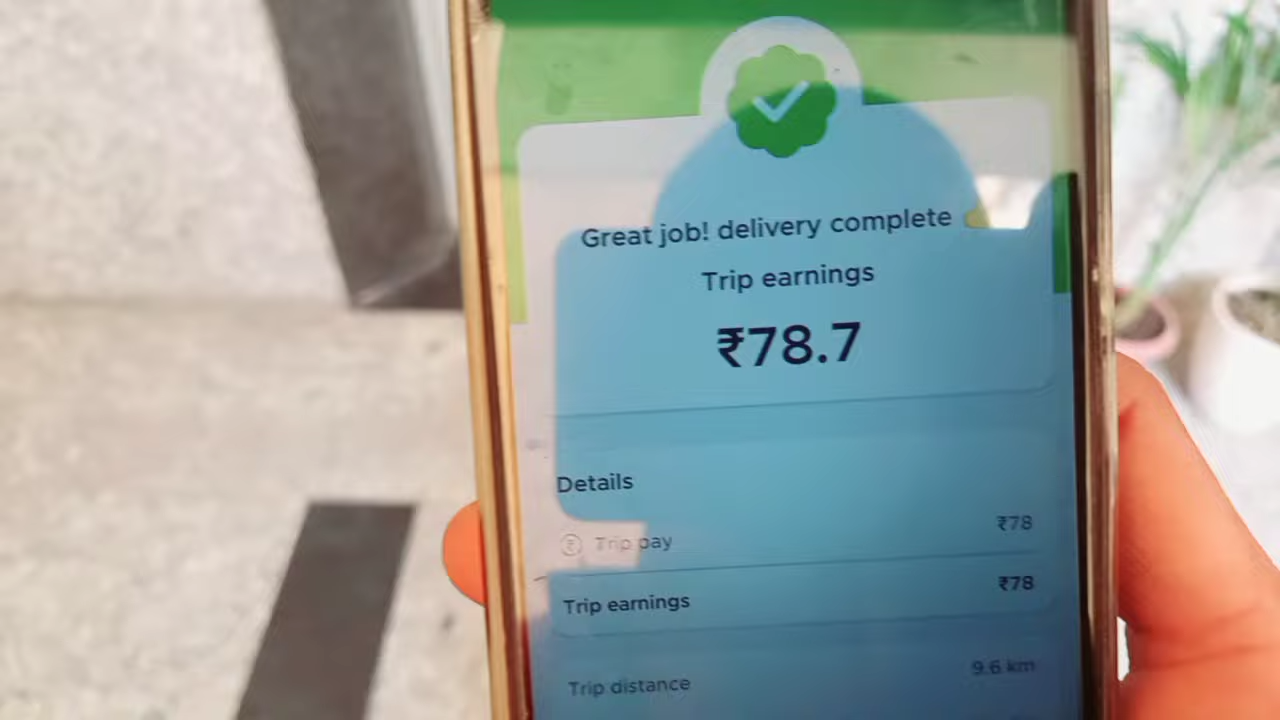 Great job! delivery complete
Trip earnings
₹78.7
Details
Trip pay ₹78
Trip earnings ₹78
Trip distance 9.6 km